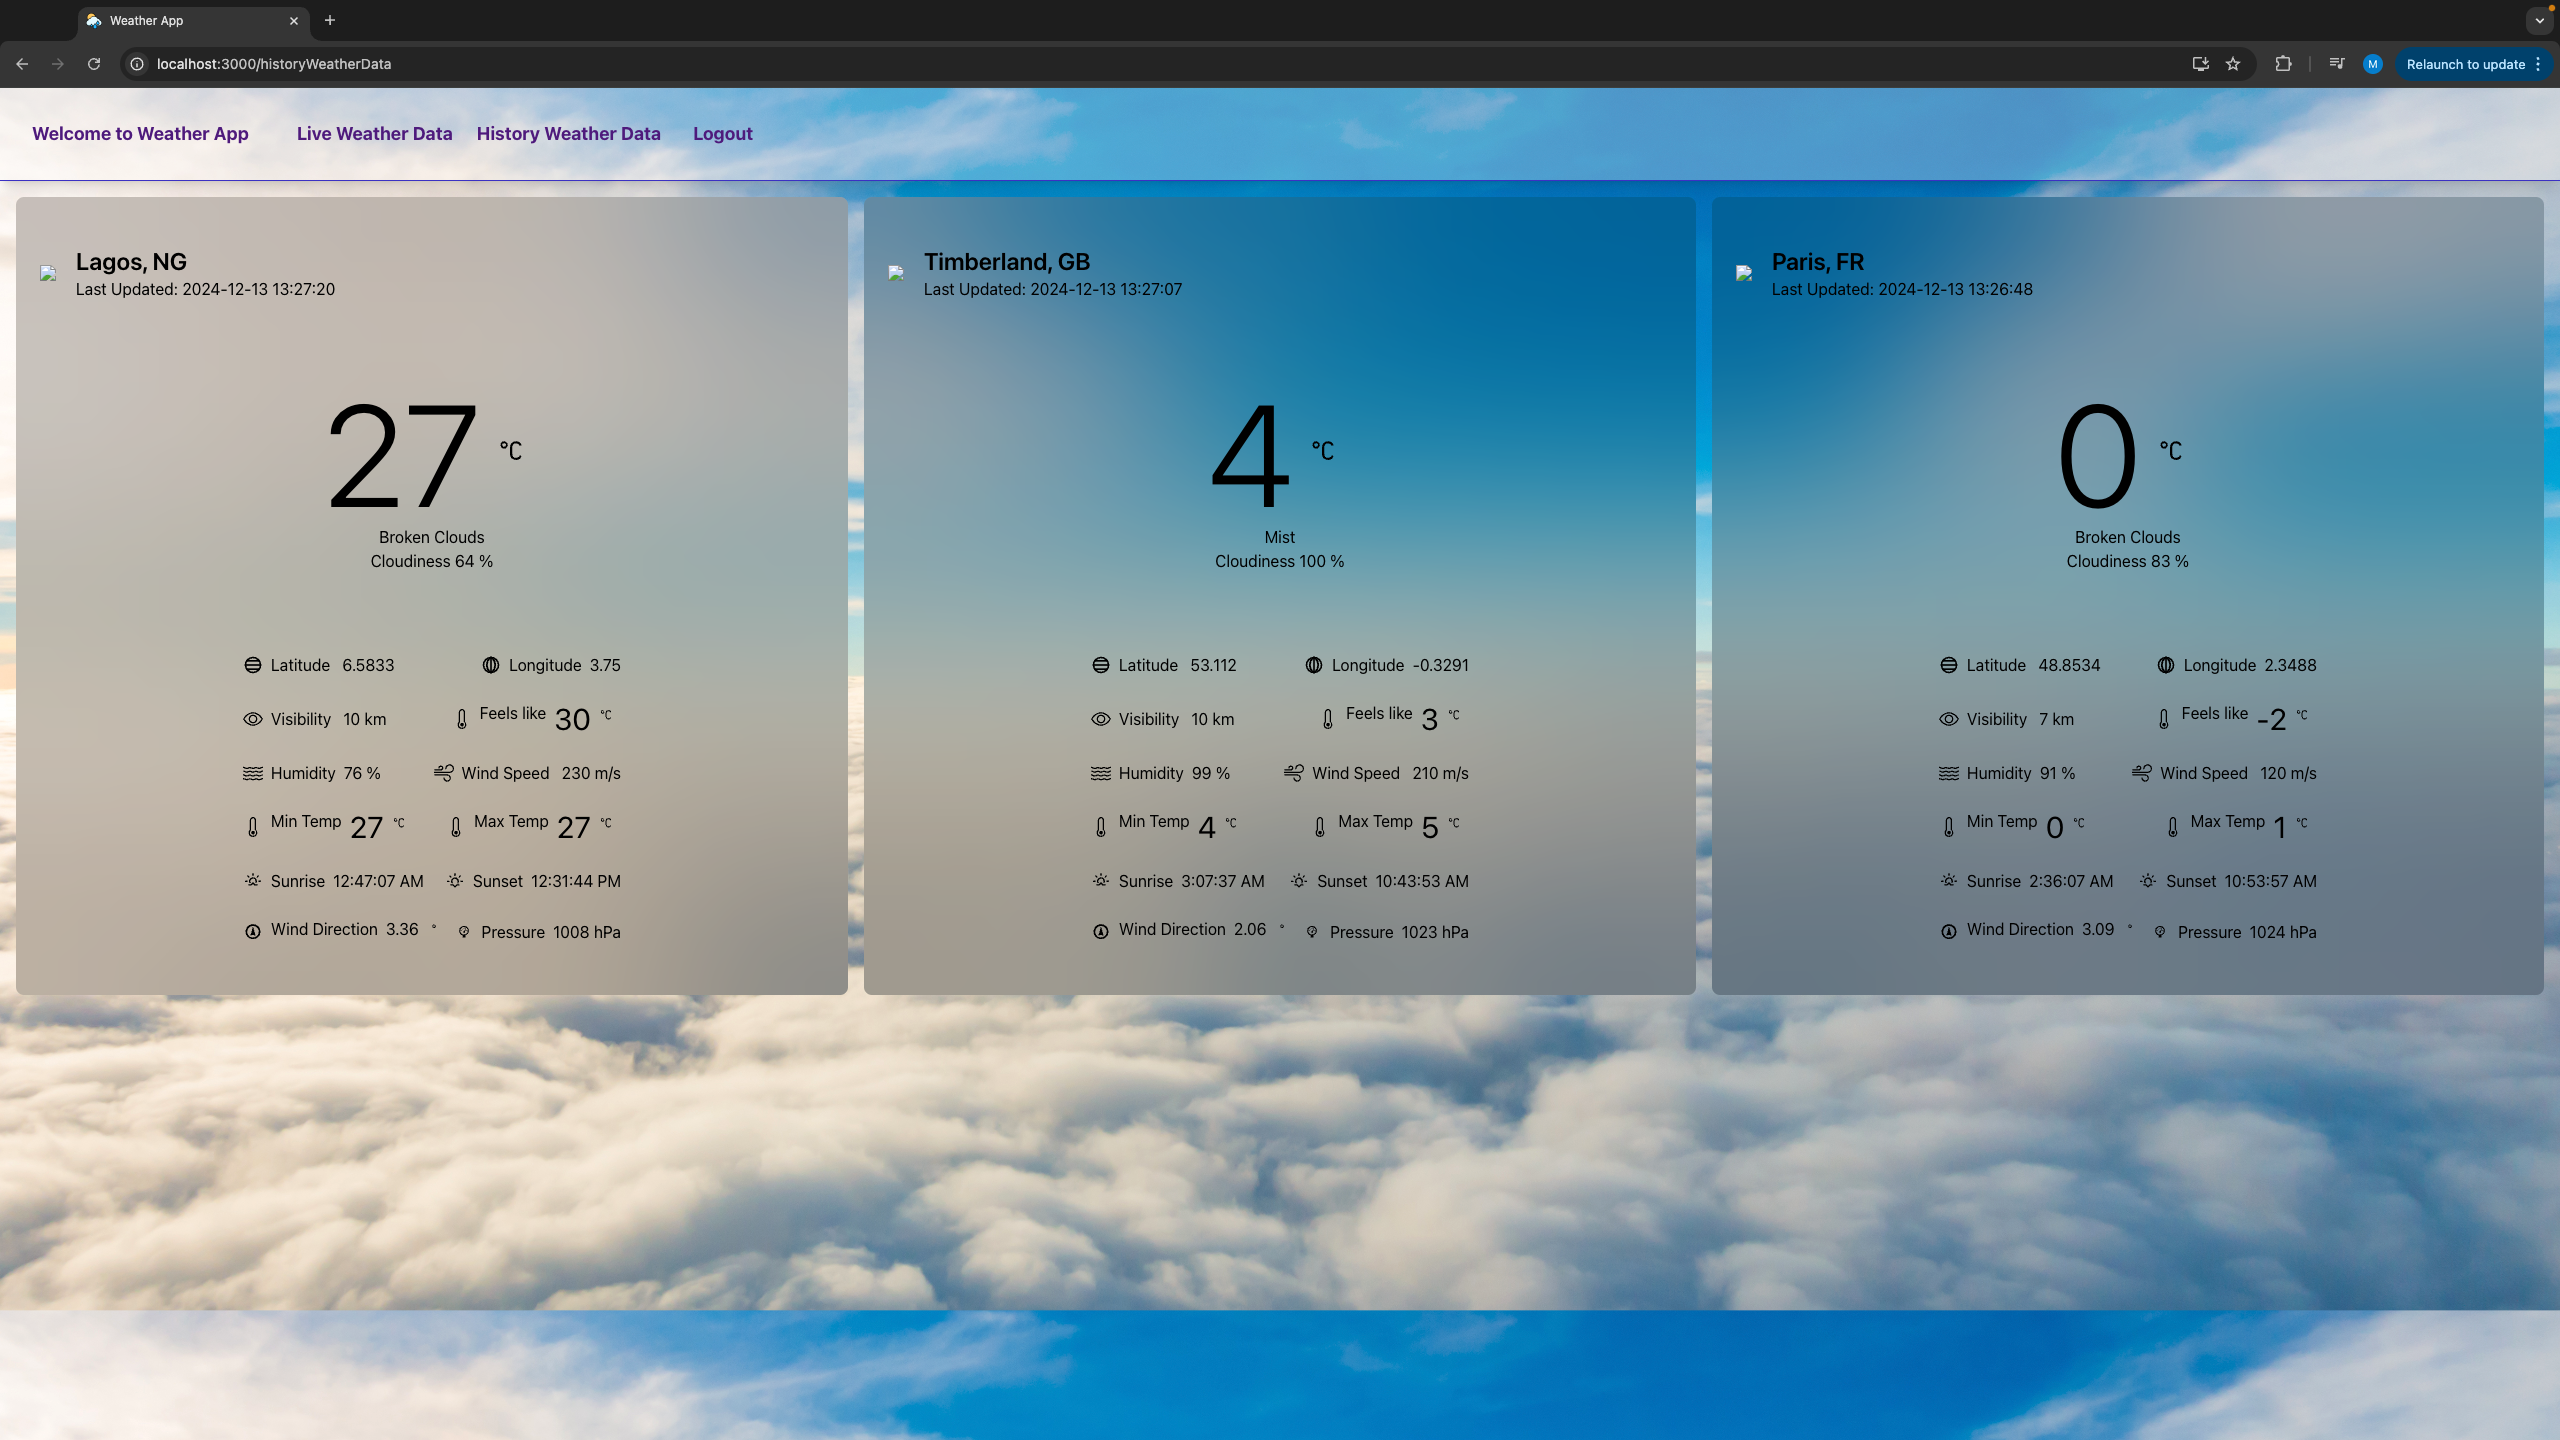 Weather App
localhost:3000/historyWeatherData
M
Relaunch to update
Welcome to Weather App
Live Weather Data
History Weather Data
Logout
Lagos, NG
Last Updated: 2024-12-13 13:27:20
27 °C
Broken Clouds
Cloudiness 64 %
Latitude 6.5833
Longitude 3.75
Visibility 10 km
Feels like 30 °C
Humidity 76 %
Wind Speed 230 m/s
Min Temp 27 °C
Max Temp 27 °C
Sunrise 12:47:07 AM
Sunset 12:31:44 PM
Wind Direction 3.36 °
Pressure 1008 hPa
Timberland, GB
Last Updated: 2024-12-13 13:27:07
4 °C
Mist
Cloudiness 100 %
Latitude 53.112
Longitude -0.3291
Visibility 10 km
Feels like 3 °C
Humidity 99 %
Wind Speed 210 m/s
Min Temp 4 °C
Max Temp 5 °C
Sunrise 3:07:37 AM
Sunset 10:43:53 AM
Wind Direction 2.06 °
Pressure 1023 hPa
Paris, FR
Last Updated: 2024-12-13 13:26:48
0 °C
Broken Clouds
Cloudiness 83 %
Latitude 48.8534
Longitude 2.3488
Visibility 7 km
Feels like -2 °C
Humidity 91 %
Wind Speed 120 m/s
Min Temp 0 °C
Max Temp 1 °C
Sunrise 2:36:07 AM
Sunset 10:53:57 AM
Wind Direction 3.09 °
Pressure 1024 hPa